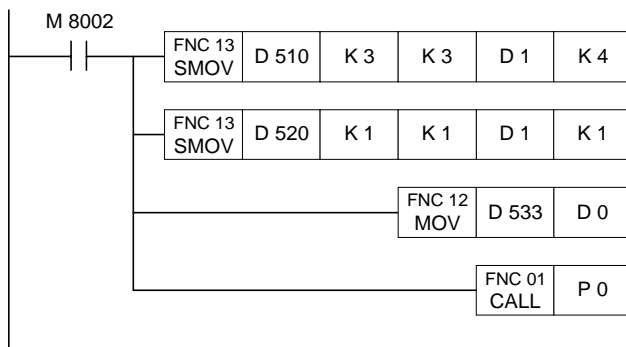 M 8002
FNC 13 SMOV D 510 K 3 K 3 D 1 K 4
FNC 13 SMOV D 520 K 1 K 1 D 1 K 1
FNC 12 MOV D 533 D 0
FNC 01 CALL P 0